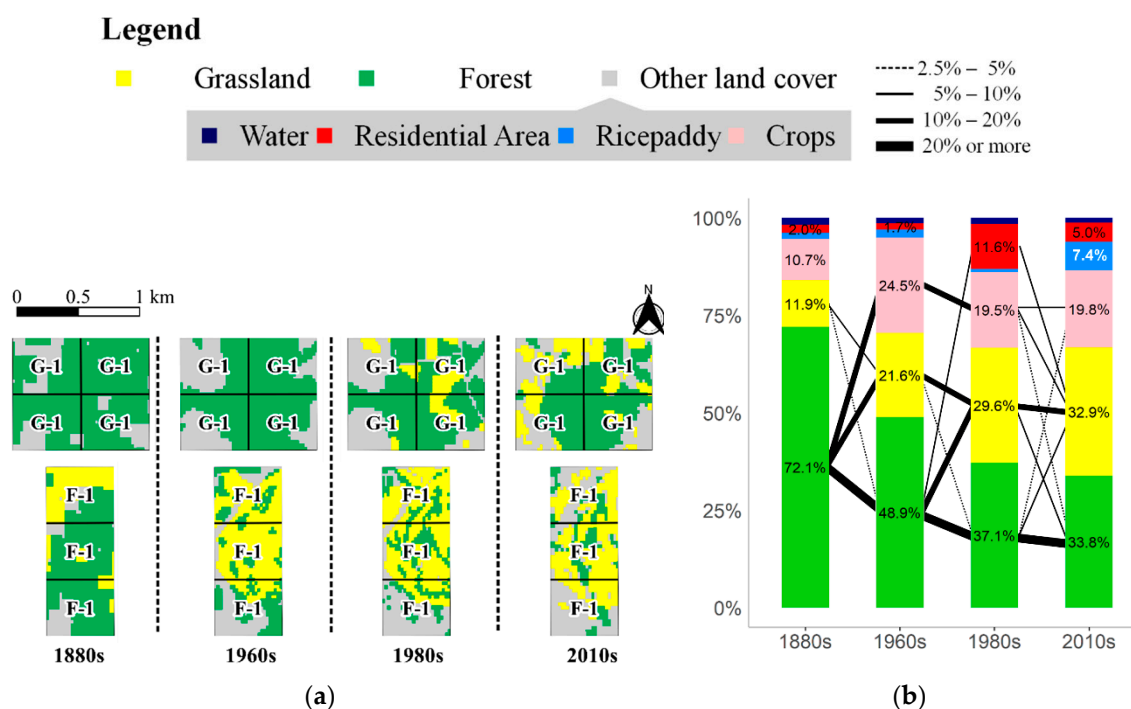 Legend
Grassland Forest Other land cover
Water Residential Area Ricepaddy Crops
2.5% – 5%
5% – 10%
10% – 20%
20% or more
0 0.5 1 km
N
G-1 G-1 G-1 G-1 G-1 G-1 G-1 G-1
G-1 G-1 G-1 G-1 G-1 G-1 G-1 G-1
F-1 F-1 F-1 F-1
F-1 F-1 F-1 F-1
F-1 F-1 F-1 F-1
1880s 1960s 1980s 2010s
(a)
100%
75%
50%
25%
0%
2.0% 1.7% 11.6% 5.0%
7.4%
10.7% 24.5% 19.5% 19.8%
11.9% 21.6% 29.6% 32.9%
72.1% 48.9% 37.1% 33.8%
1880s 1960s 1980s 2010s
(b)